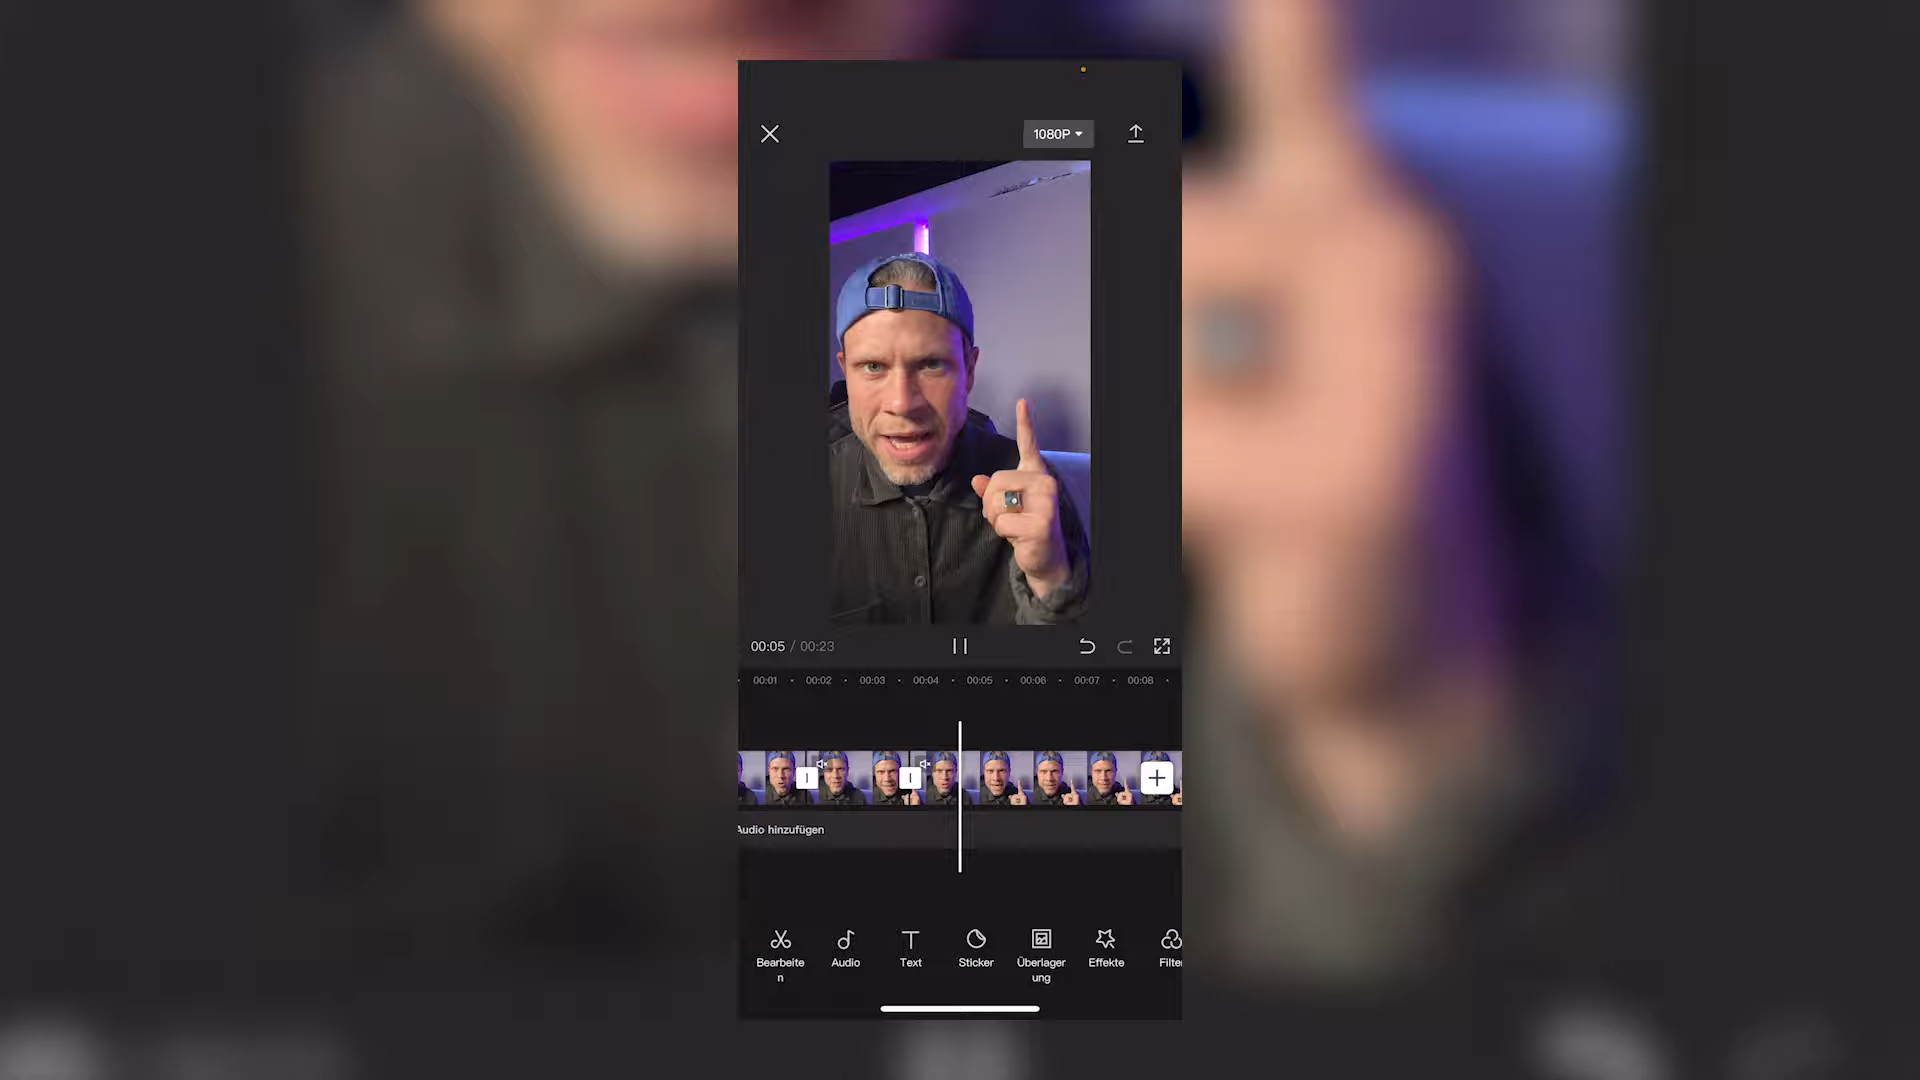 1080P
00:05 / 00:23
00:01 00:02 00:03 00:04 00:05 00:06 00:07 00:08
Audio hinzufügen
Bearbeite
n
Audio
Text
Sticker
Überlager
ung
Effekte
Filter